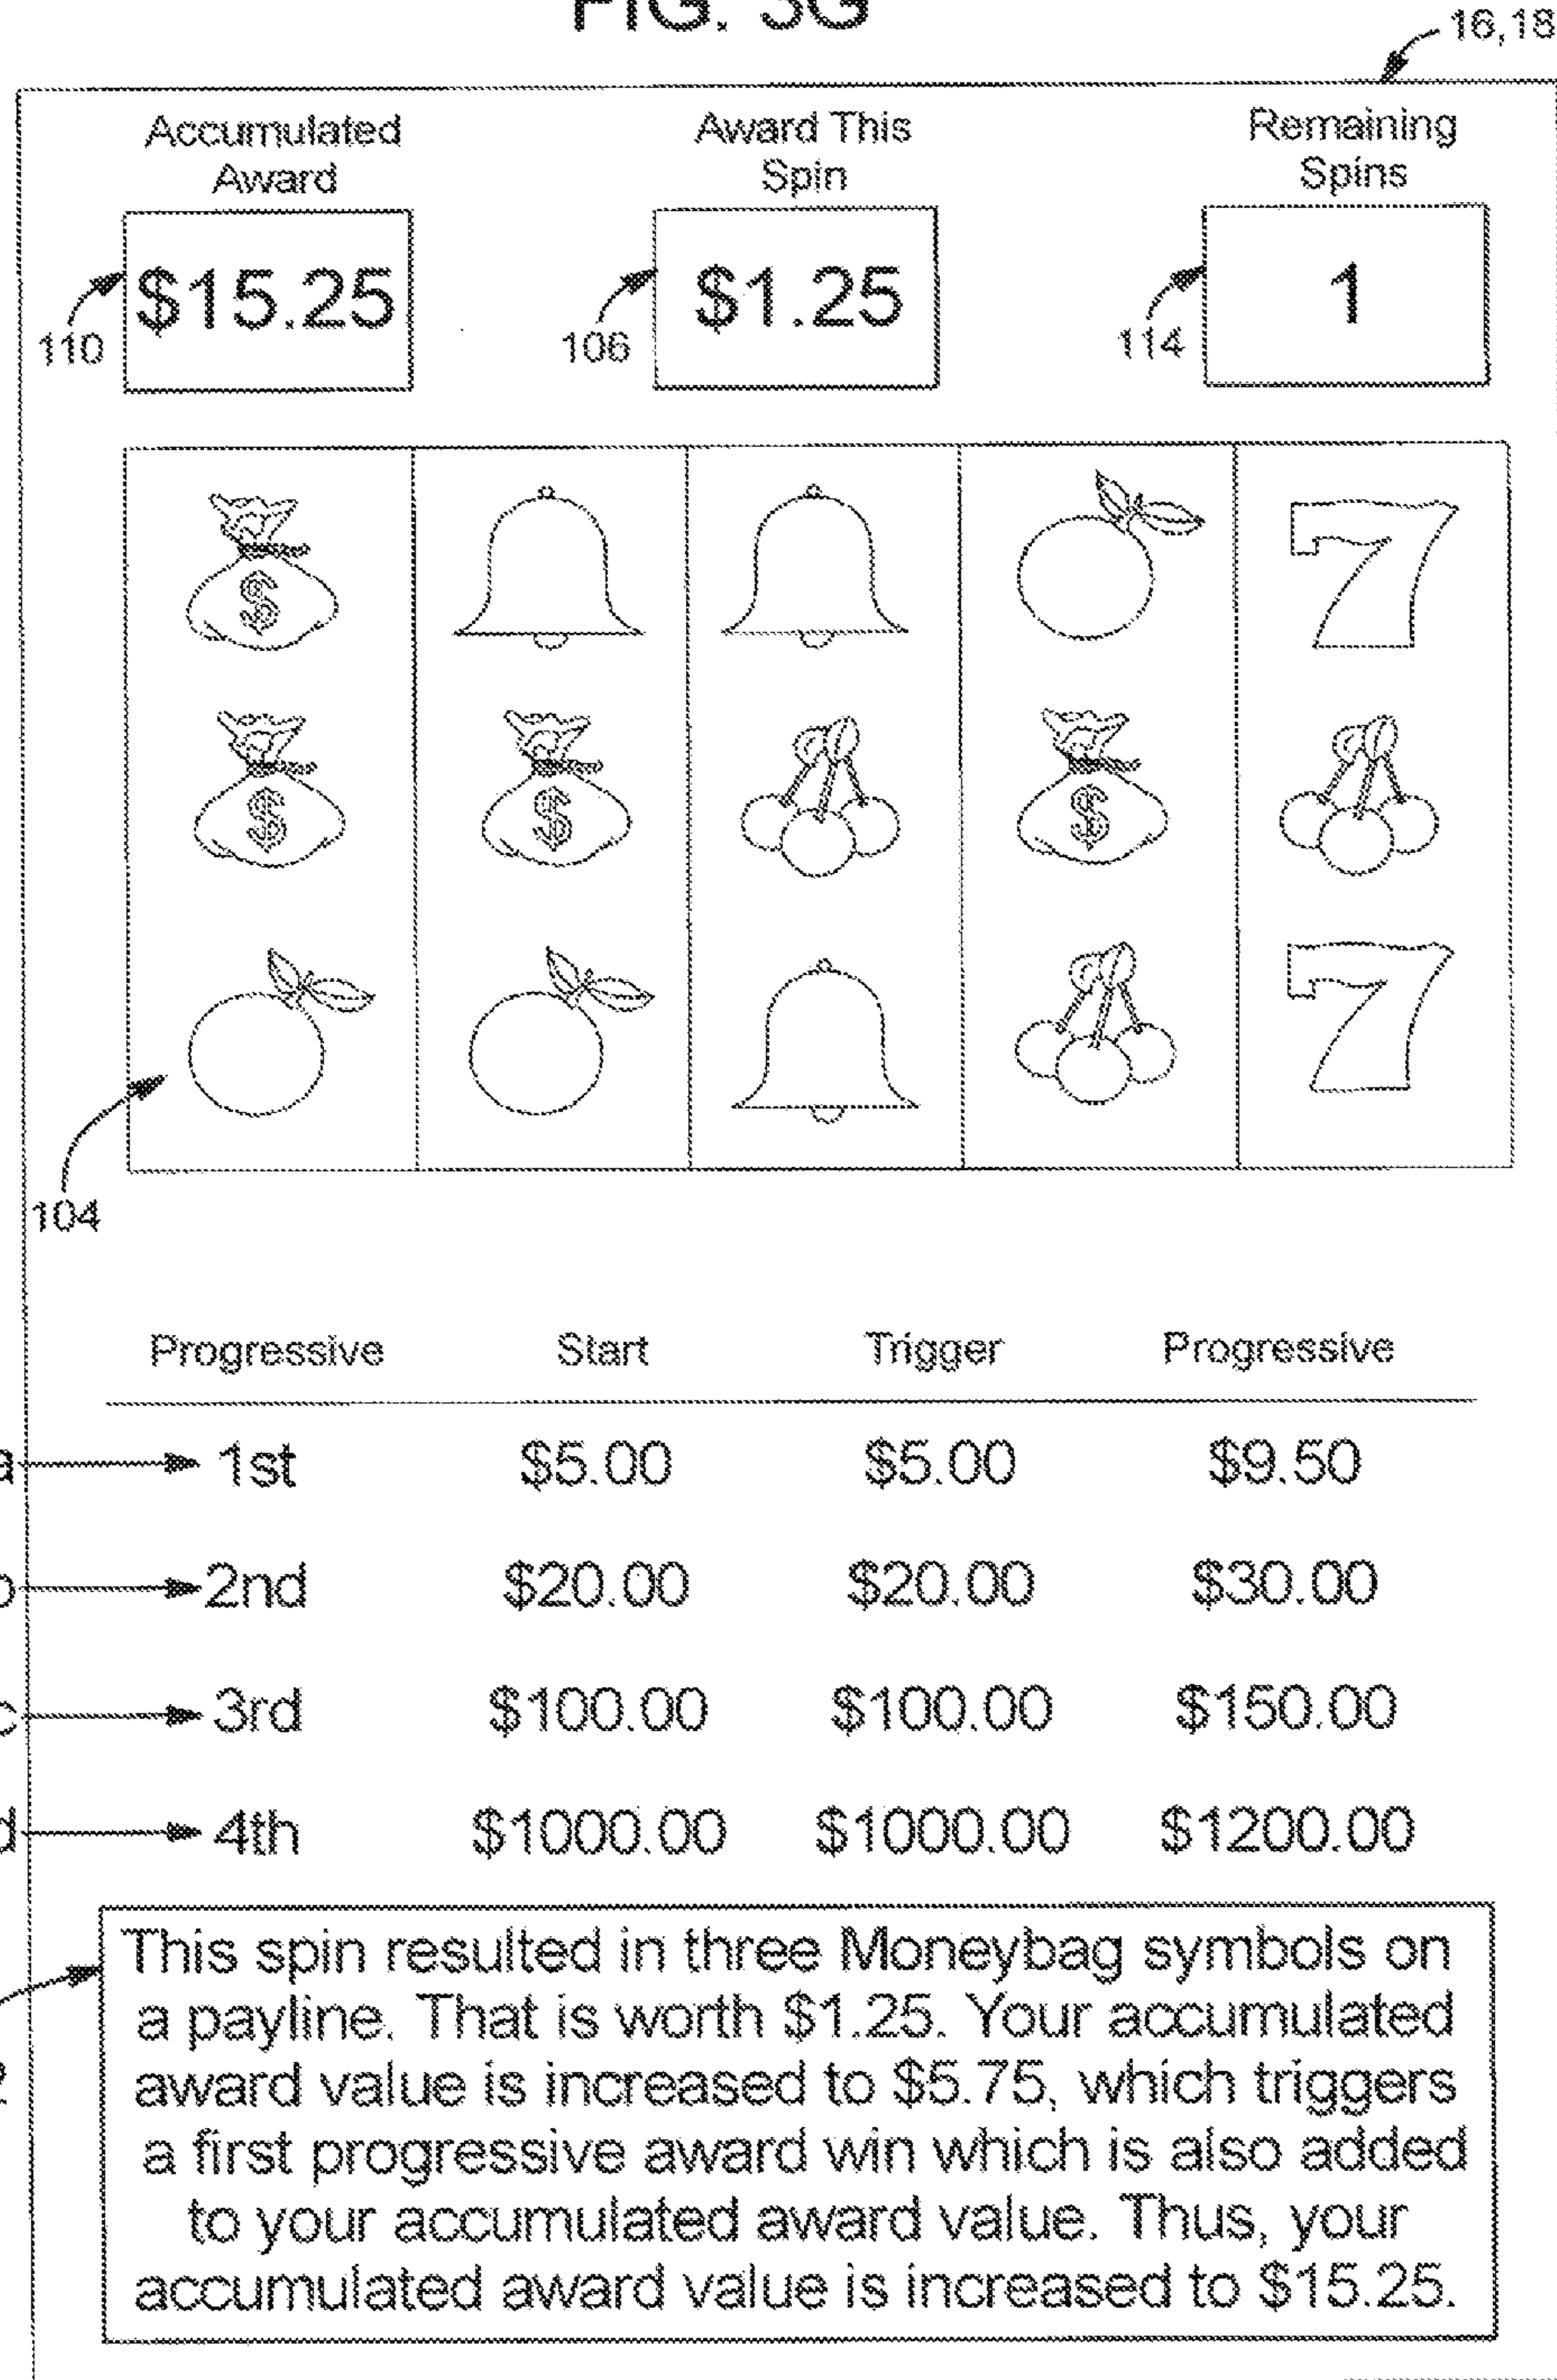 FIG. 3G
16,18
Accumulated Award This Remaining
Award Spin Spins
$15.25 $1.25 1
110 106 114
$ 7
$ $ $
7
104
Progressive Start Trigger Progressive
a 1st $5.00 $5.00 $9.50
2nd $20.00 $20.00 $30.00
c 3rd $100.00 $100.00 $150.00
d 4th $1000.00 $1000.00 $1200.00
This spin resulted in three Moneybag symbols on
a payline. That is worth $1.25. Your accumulated
award value is increased to $5.75, which triggers
2
a first progressive award win which is also added
to your accumulated award value. Thus, your
accumulated award value is increased to $15.25.